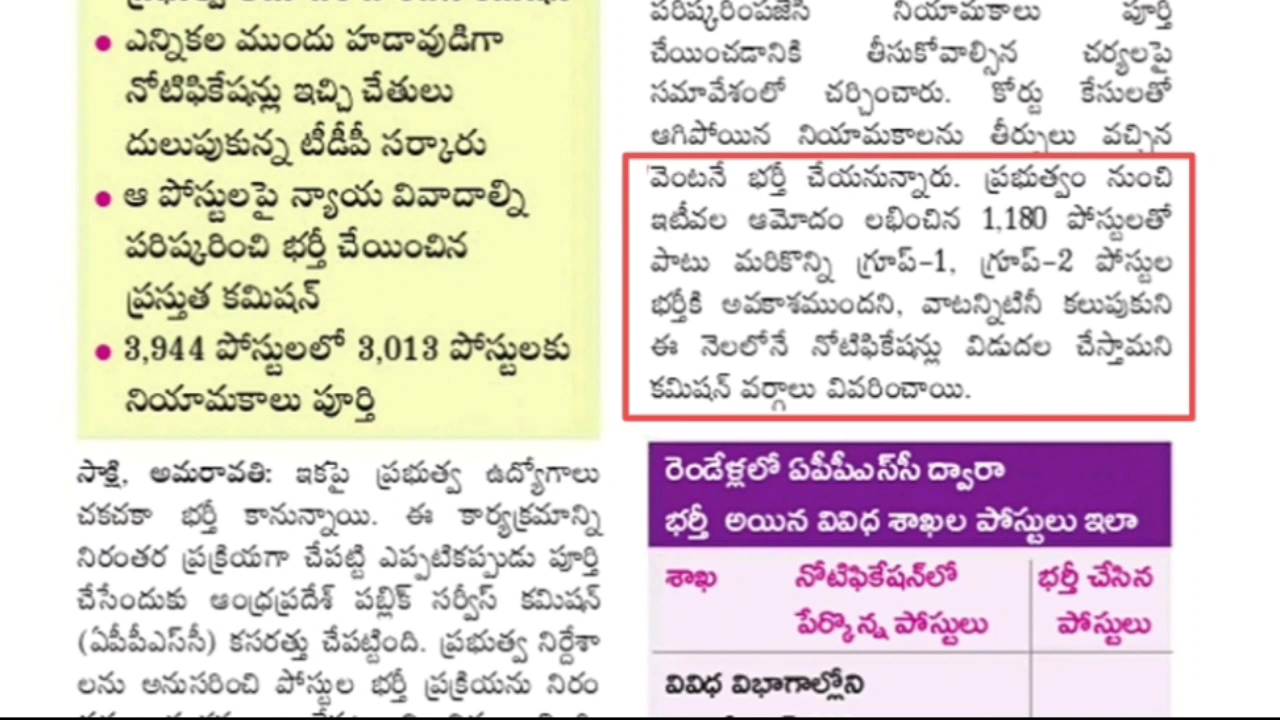 ఎన్నికల ముందు హడావుడిగా
నోటిఫికేషన్లు ఇచ్చి చేతులు
దులుపుకున్న టీడీపీ సర్కారు
ఆ పోస్టులపై న్యాయ వివాదాల్ని
పరిష్కరించి భర్తీ చేయించిన
ప్రస్తుత కమిషన్
3,944 పోస్టులలో 3,013 పోస్టులకు
నియామకాలు పూర్తి
సాక్షి, అమరావతి: ఇకపై ప్రభుత్వ ఉద్యోగాలు
చకచకా భర్తీ కానున్నాయి. ఈ కార్యక్రమాన్ని
నిరంతర ప్రక్రియగా చేపట్టి ఎప్పటికప్పుడు పూర్తి
చేసేందుకు ఆంధ్రప్రదేశ్ పబ్లిక్ సర్వీస్ కమిషన్
(ఏపీపీఎస్‌సీ) కసరత్తు చేపట్టింది. ప్రభుత్వ నిర్దేశా
లను అనుసరించి పోస్టుల భర్తీ ప్రక్రియను నిరం
పరిష్కరింపజేసి నియామకాలు పూర్తి
చేయించడానికి తీసుకోవాల్సిన చర్యలపై
సమావేశంలో చర్చించారు. కోర్టు కేసులతో
ఆగిపోయిన నియామకాలను తీర్పులు వచ్చిన
వెంటనే భర్తీ చేయనున్నారు. ప్రభుత్వం నుంచి
ఇటీవల ఆమోదం లభించిన 1,180 పోస్టులతో
పాటు మరికొన్ని గ్రూప్–1, గ్రూప్–2 పోస్టుల
భర్తీకి అవకాశముందని, వాటన్నిటినీ కలుపుకుని
ఈ నెలలోనే నోటిఫికేషన్లు విడుదల చేస్తామని
కమిషన్ వర్గాలు వివరించాయి.
రెండేళ్లలో ఏపీపీఎస్‌సీ ద్వారా
భర్తీ అయిన వివిధ శాఖల పోస్టులు ఇలా
శాఖ నోటిఫికేషన్‌లో భర్తీ చేసిన
పేర్కొన్న పోస్టులు పోస్టులు
వివిధ విభాగాల్లోని